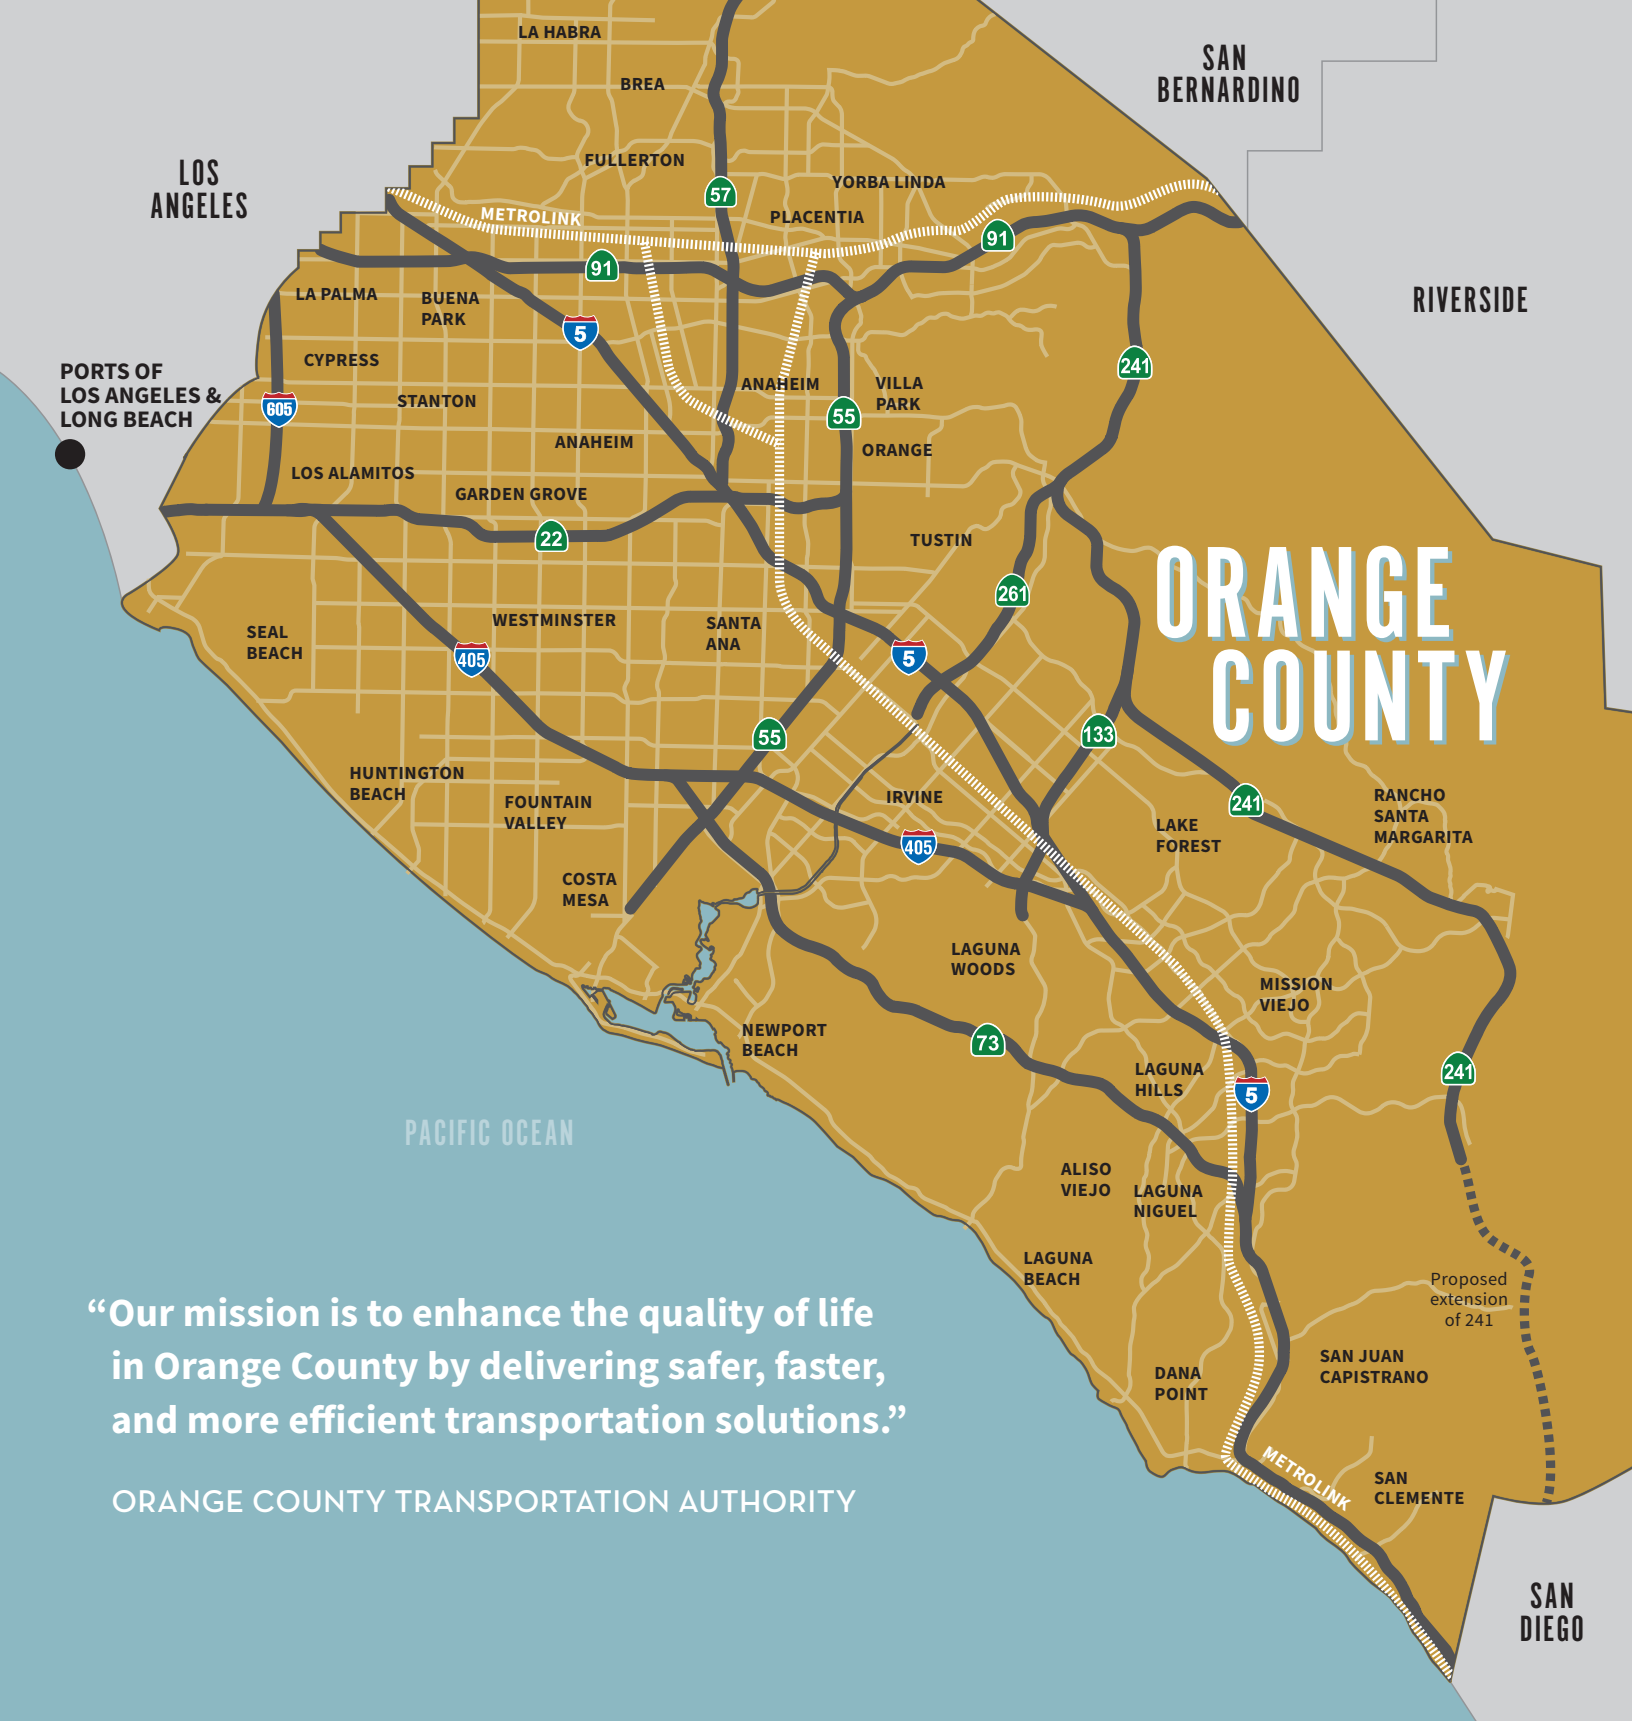 LA HABRA
SAN
BERNARDINO
BREA
LOS
ANGELES
FULLERTON
YORBA LINDA
57
METROLINK
PLACENTIA
91
91
LA PALMA
BUENA
PARK
RIVERSIDE
5
CYPRESS
241
PORTS OF
LOS ANGELES &
LONG BEACH
STANTON
605
ANAHEIM
VILLA
PARK
55
ANAHEIM
ORANGE
LOS ALAMITOS
GARDEN GROVE
22
TUSTIN
ORANGE
COUNTY
261
SEAL
BEACH
WESTMINSTER
SANTA
ANA
405
5
55
133
HUNTINGTON
BEACH
FOUNTAIN
VALLEY
IRVINE
241
RANCHO
SANTA
MARGARITA
LAKE
FOREST
405
COSTA
MESA
LAGUNA
WOODS
MISSION
VIEJO
NEWPORT
BEACH
73
LAGUNA
HILLS
5
241
PACIFIC OCEAN
ALISO
VIEJO
LAGUNA
NIGUEL
LAGUNA
BEACH
Proposed
extension
of 241
“Our mission is to enhance the quality of life
in Orange County by delivering safer, faster,
and more efficient transportation solutions.”
ORANGE COUNTY TRANSPORTATION AUTHORITY
SAN JUAN
CAPISTRANO
DANA
POINT
METROLINK
SAN
CLEMENTE
SAN
DIEGO